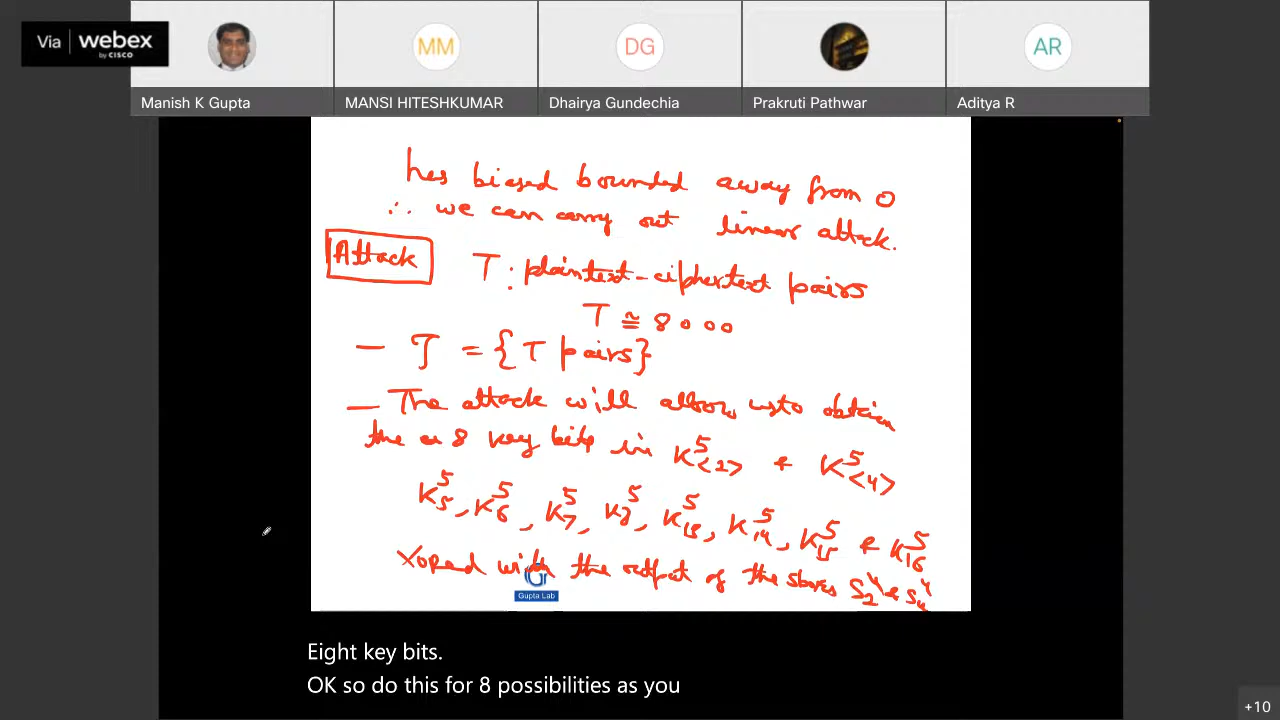 Via webex
by CISCO
MM
DG
AR
Manish K Gupta
MANSI HITESHKUMAR
Dhairya Gundechia
Prakruti Pathwar
Aditya R
has biased bounded away from 0
∴ we can carry out linear attack.
Attack
T : plaintext-ciphertext pairs
T ≅ 8000
— 𝒯 = {T pairs}
— The attack will allow us to obtain
the 8 key bits in K⁵<2> & K⁵<4>
K⁵₅, K⁵₆, K⁵₇, K⁵₈, K⁵₁₃, K⁵₁₄, K⁵₁₅ & K⁵₁₆
xored with the output of the sboxes S⁴₂ & S⁴₄
Gupta Lab
Eight key bits.
OK so do this for 8 possibilities as you
+10